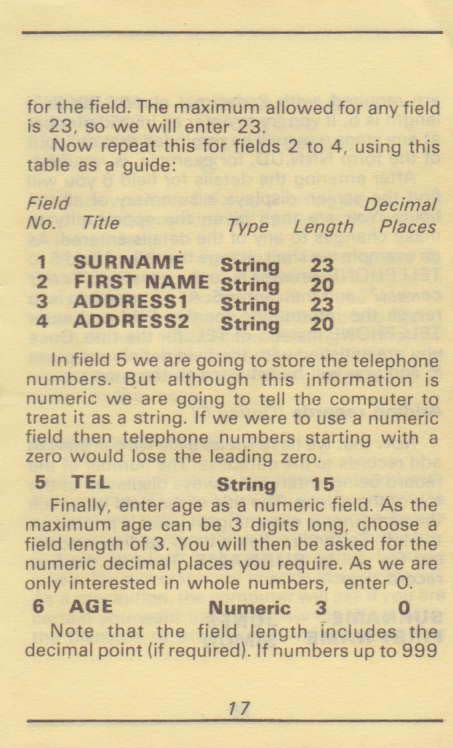 for the field. The maximum allowed for any field
is 23, so we will enter 23.
Now repeat this for fields 2 to 4, using this
table as a guide:
Field Decimal
No. Title Type Length Places
1 SURNAME String 23
2 FIRST NAME String 20
3 ADDRESS1 String 23
4 ADDRESS2 String 20
In field 5 we are going to store the telephone
numbers. But although this information is
numeric we are going to tell the computer to
treat it as a string. If we were to use a numeric
field then telephone numbers starting with a
zero would lose the leading zero.
5 TEL String 15
Finally, enter age as a numeric field. As the
maximum age can be 3 digits long, choose a
field length of 3. You will then be asked for the
numeric decimal places you require. As we are
only interested in whole numbers, enter 0.
6 AGE Numeric 3 0
Note that the field length includes the
decimal point (if required). If numbers up to 999
17